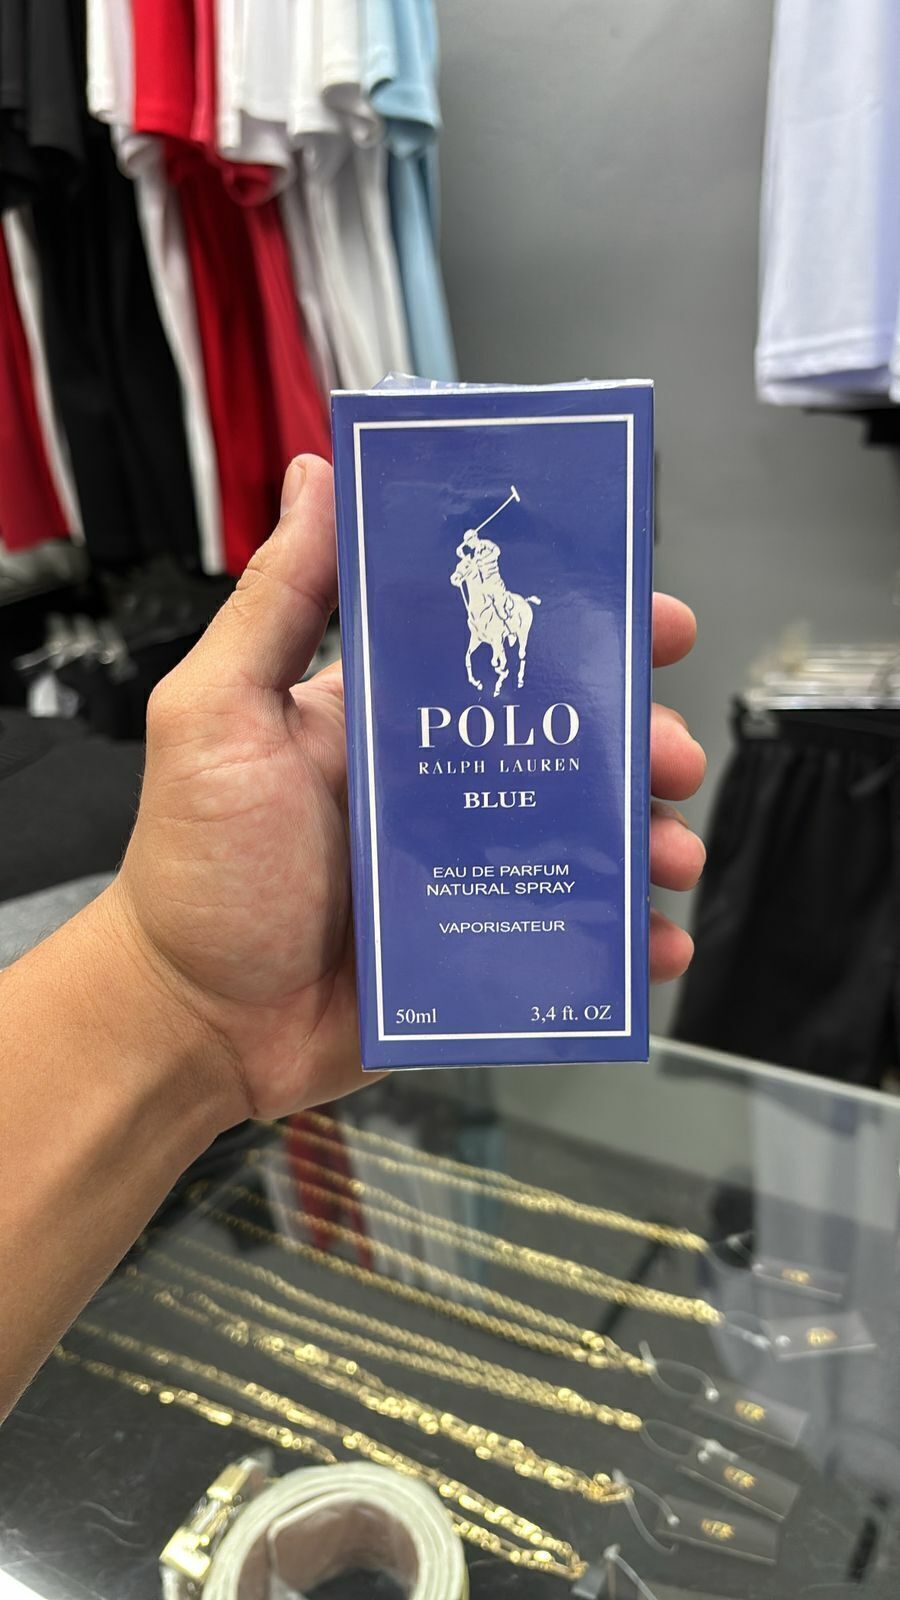 POLO
RALPH LAUREN
BLUE
EAU DE PARFUM
NATURAL SPRAY
VAPORISATEUR
50ml 3,4 ft. OZ